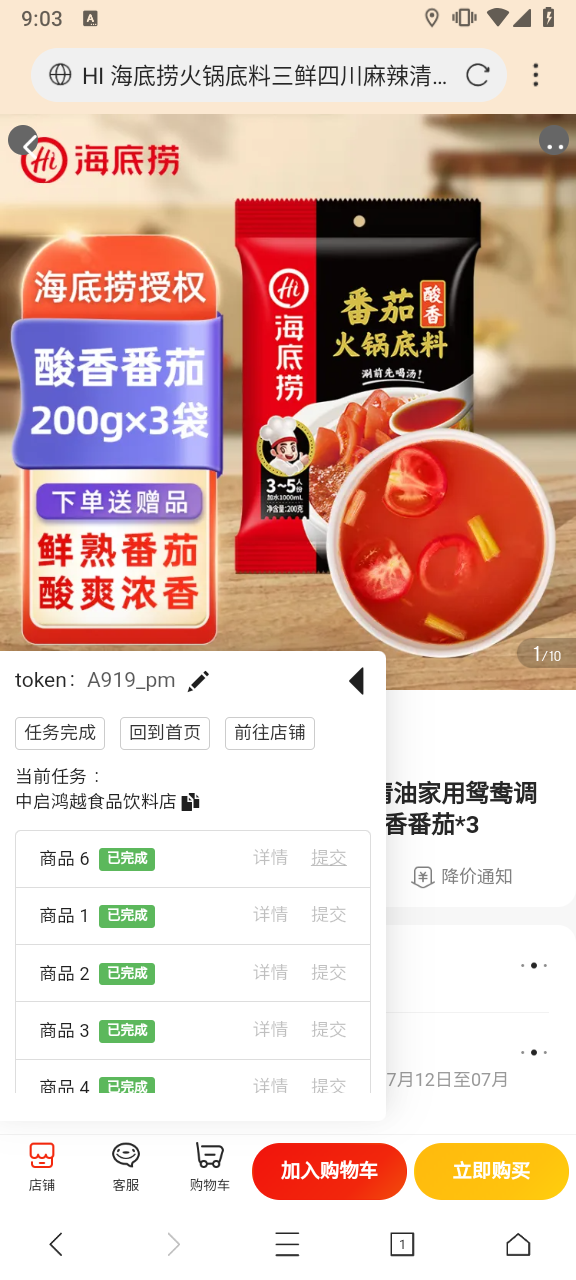 9:03
A
HI 海底捞火锅底料三鲜四川麻辣清...
Hi 海底捞
海底捞授权
酸香番茄
200g×3袋
下单送赠品
鲜熟番茄
酸爽浓香
Hi
海底捞
番茄 酸香
火锅底料
涮前先喝汤!
3~5人份
加水1000mL
净含量:200克
1/10
token: A919_pm
任务完成 回到首页 前往店铺
当前任务：
中启鸿越食品饮料店
商品 6 已完成 详情 提交
商品 1 已完成 详情 提交
商品 2 已完成 详情 提交
商品 3 已完成 详情 提交
商品 4 已完成 详情 提交
油家用鸳鸯调
香番茄*3
降价通知
7月12日至07月
店铺 客服 购物车 加入购物车 立即购买
1